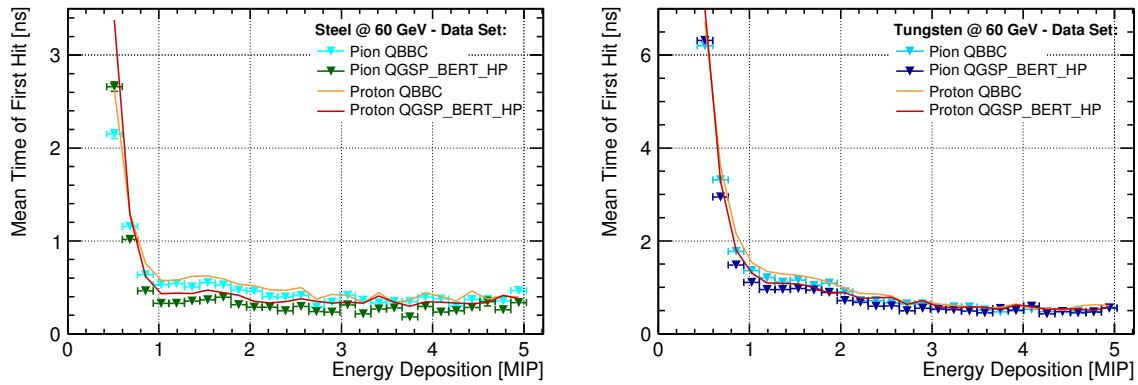 Mean Time of First Hit [ns]
Steel @ 60 GeV - Data Set:
Pion QBBC
Pion QGSP_BERT_HP
Proton QBBC
Proton QGSP_BERT_HP
3
2
1
0
0 1 2 3 4 5
Energy Deposition [MIP]
Mean Time of First Hit [ns]
Tungsten @ 60 GeV - Data Set:
Pion QBBC
Pion QGSP_BERT_HP
Proton QBBC
Proton QGSP_BERT_HP
6
4
2
0
0 1 2 3 4 5
Energy Deposition [MIP]